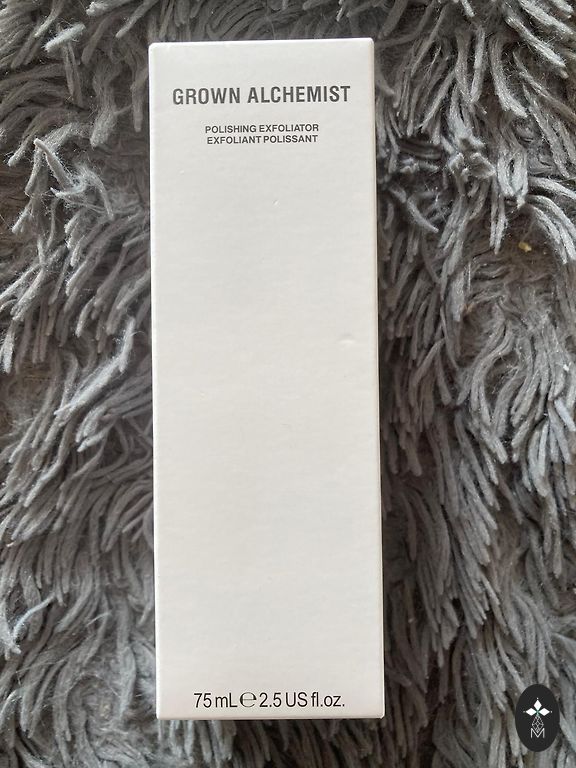 GROWN ALCHEMIST
POLISHING EXFOLIATOR
EXFOLIANT POLISSANT
75 mL ℮ 2.5 US fl.oz.